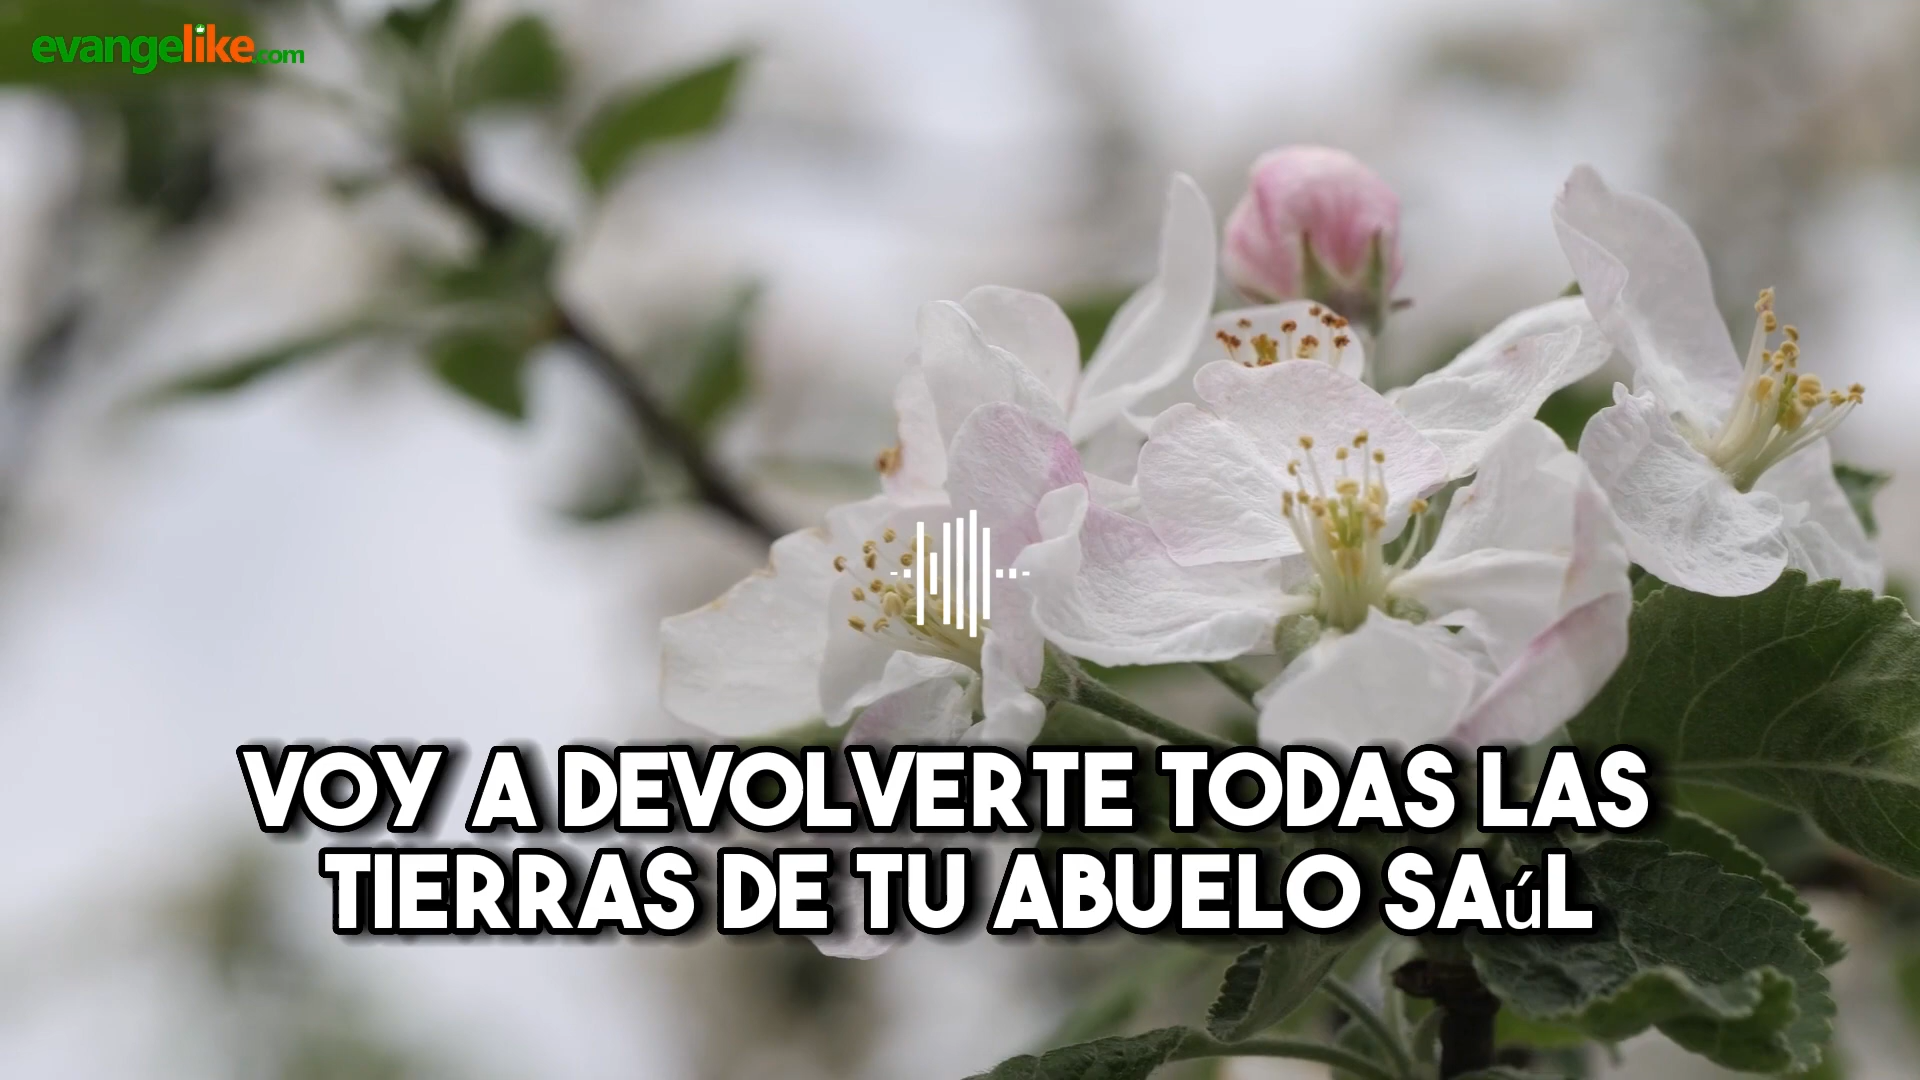 evangelike.com
VOY A DEVOLVERTE TODAS LAS
TIERRAS DE TU ABUELO SAúL